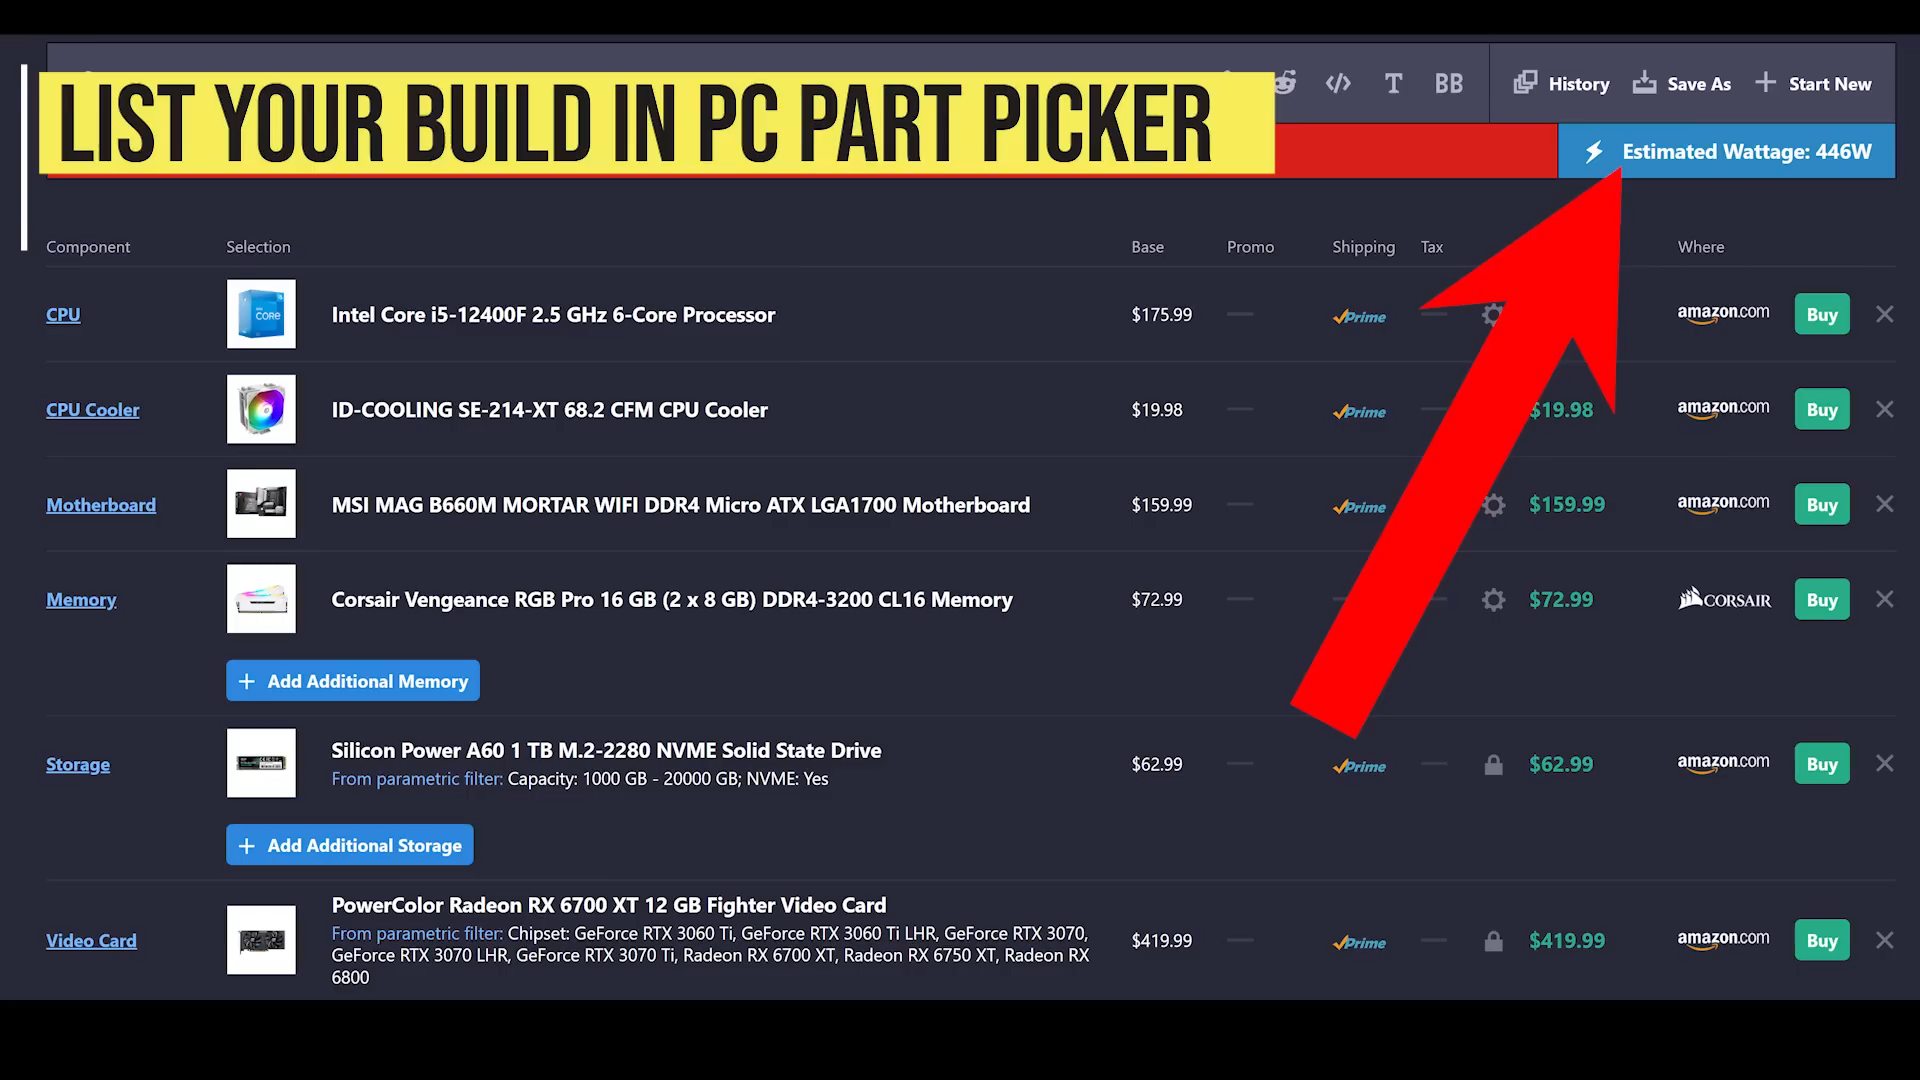 LIST YOUR BUILD IN PC PART PICKER
T BB History Save As Start New
Estimated Wattage: 446W
Component Selection Base Promo Shipping Tax Where
CPU Intel Core i5-12400F 2.5 GHz 6-Core Processor $175.99 Prime amazon.com Buy
CPU Cooler ID-COOLING SE-214-XT 68.2 CFM CPU Cooler $19.98 Prime $19.98 amazon.com Buy
Motherboard MSI MAG B660M MORTAR WIFI DDR4 Micro ATX LGA1700 Motherboard $159.99 Prime $159.99 amazon.com Buy
Memory Corsair Vengeance RGB Pro 16 GB (2 x 8 GB) DDR4-3200 CL16 Memory $72.99 $72.99 CORSAIR Buy
+ Add Additional Memory
Silicon Power A60 1 TB M.2-2280 NVME Solid State Drive
Storage $62.99 Prime $62.99 amazon.com Buy
From parametric filter: Capacity: 1000 GB - 20000 GB; NVME: Yes
+ Add Additional Storage
PowerColor Radeon RX 6700 XT 12 GB Fighter Video Card
From parametric filter: Chipset: GeForce RTX 3060 Ti, GeForce RTX 3060 Ti LHR, GeForce RTX 3070,
Video Card $419.99 Prime $419.99 amazon.com Buy
GeForce RTX 3070 LHR, GeForce RTX 3070 Ti, Radeon RX 6700 XT, Radeon RX 6750 XT, Radeon RX
6800